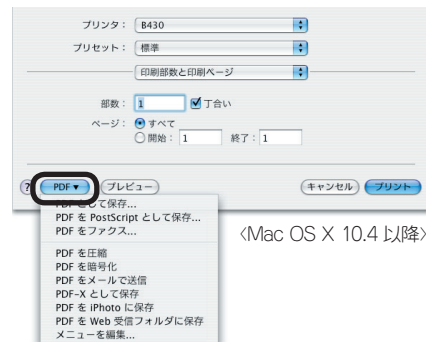 プリンタ： B430
プリセット： 標準
印刷部数と印刷ページ
部数： 1 丁合い
ページ： すべて
開始： 1 終了： 1
? PDF▼ プレビュー キャンセル プリント
PDF として保存...
PDF を PostScript として保存...
PDF をファクス...
〈Mac OS X 10.4 以降〉
PDF を圧縮
PDF を暗号化
PDF をメールで送信
PDF-X として保存
PDF を iPhoto に保存
PDF を Web 受信フォルダに保存
メニューを編集...